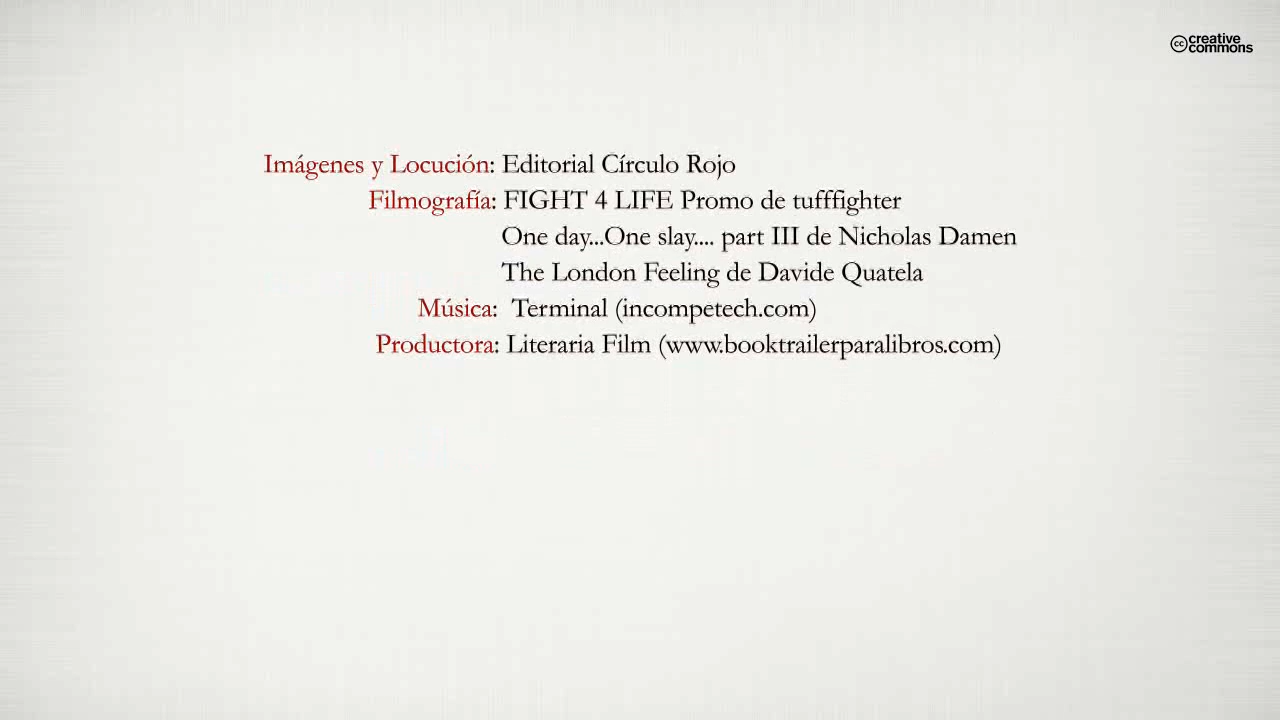 creative
commons
Imágenes y Locución: Editorial Círculo Rojo
Filmografía: FIGHT 4 LIFE Promo de tufffighter
One day...One slay.... part III de Nicholas Damen
The London Feeling de Davide Quatela
Música: Terminal (incompetech.com)
Productora: Literaria Film (www.booktrailerparalibros.com)